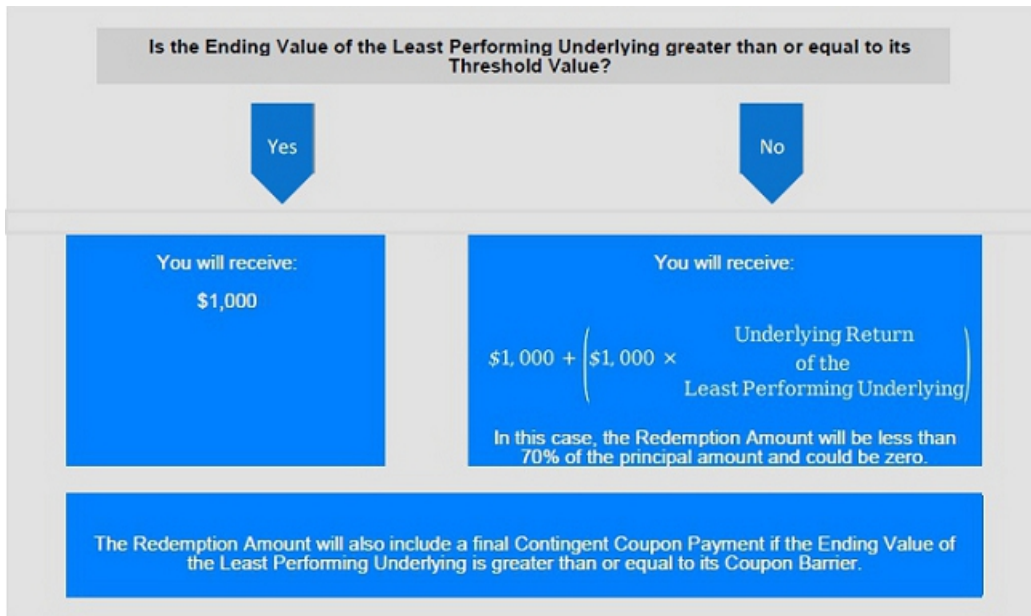 Is the Ending Value of the Least Performing Underlying greater than or equal to its
Threshold Value?
Yes
No
You will receive:
$1,000
You will receive:
$1, 000 + ($1, 000 × Underlying Return
of the
Least Performing Underlying)
In this case, the Redemption Amount will be less than
70% of the principal amount and could be zero.
The Redemption Amount will also include a final Contingent Coupon Payment if the Ending Value of
the Least Performing Underlying is greater than or equal to its Coupon Barrier.